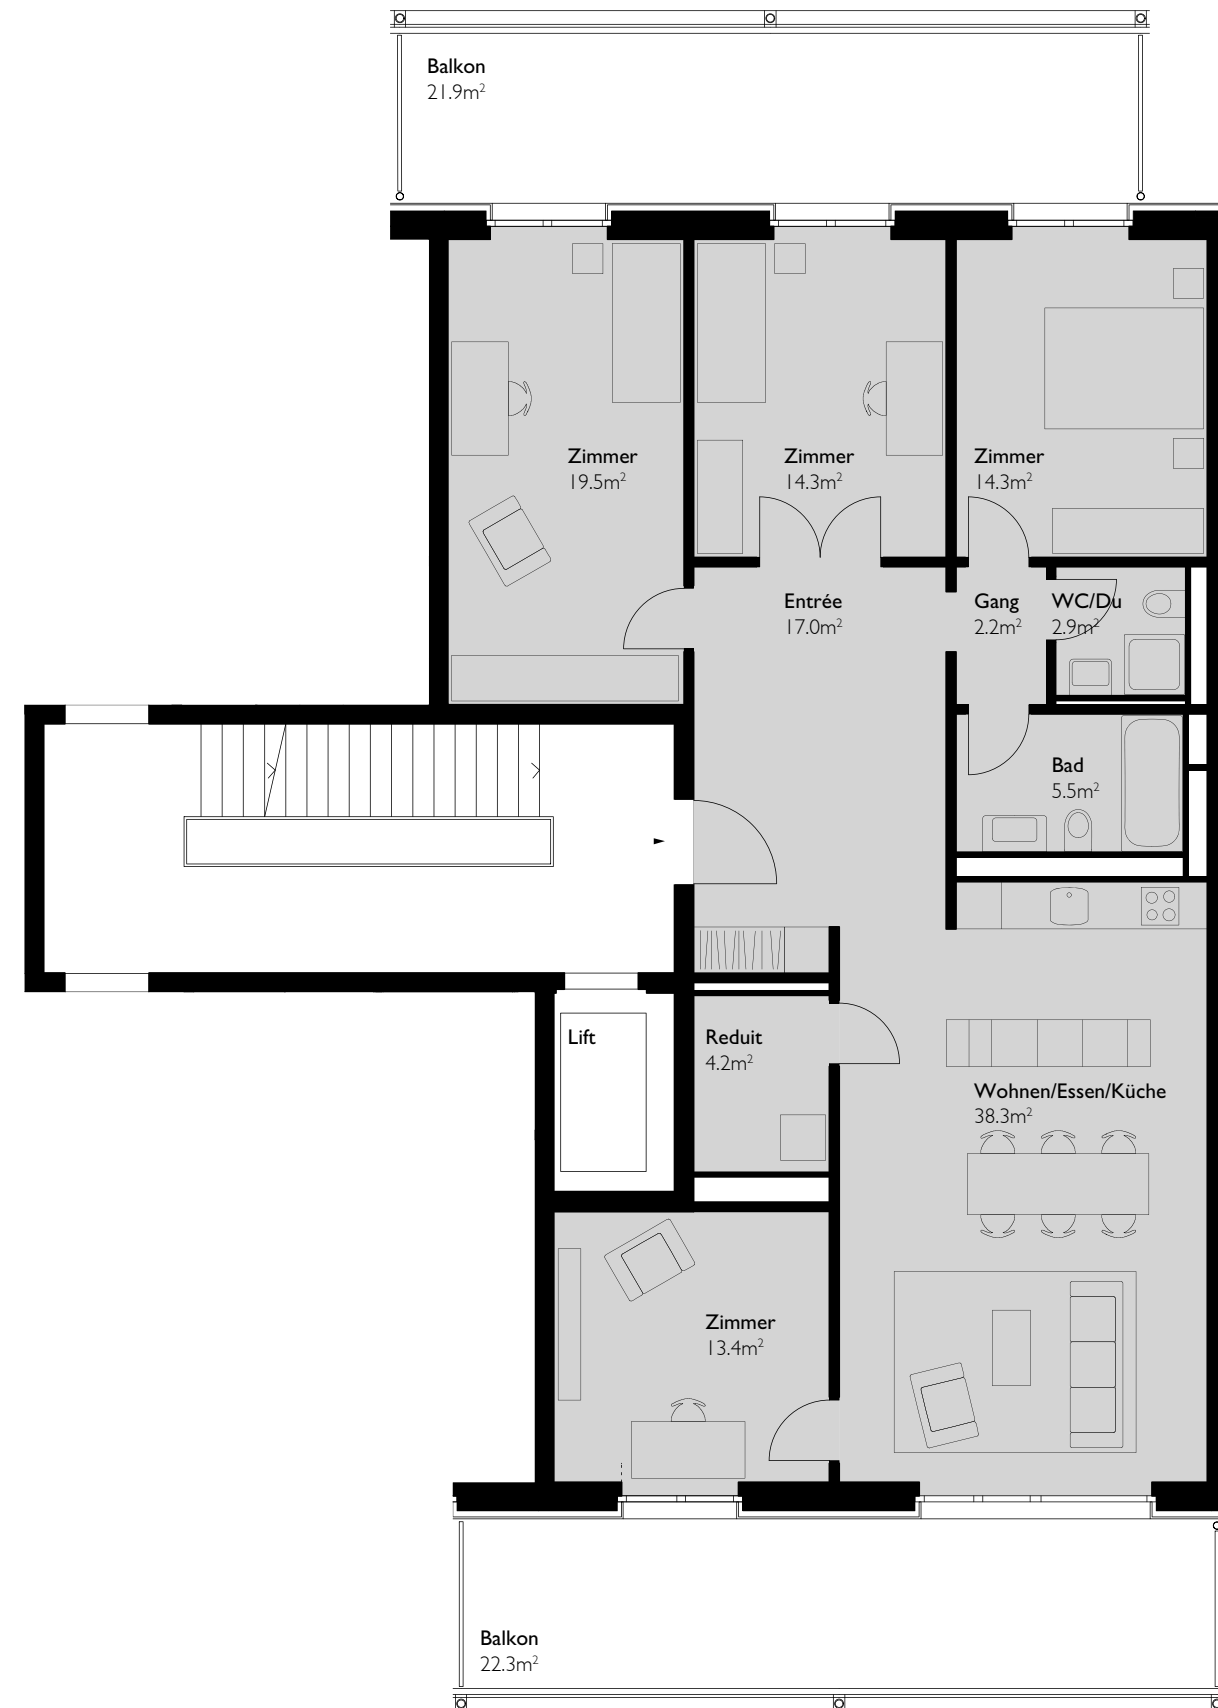 Balkon
21.9m²
Zimmer
19.5m²
Zimmer
14.3m²
Zimmer
14.3m²
Entrée
17.0m²
Gang
2.2m²
WC/Du
2.9m²
Bad
5.5m²
Lift
Reduit
4.2m²
Wohnen/Essen/Küche
38.3m²
Zimmer
13.4m²
Balkon
22.3m²